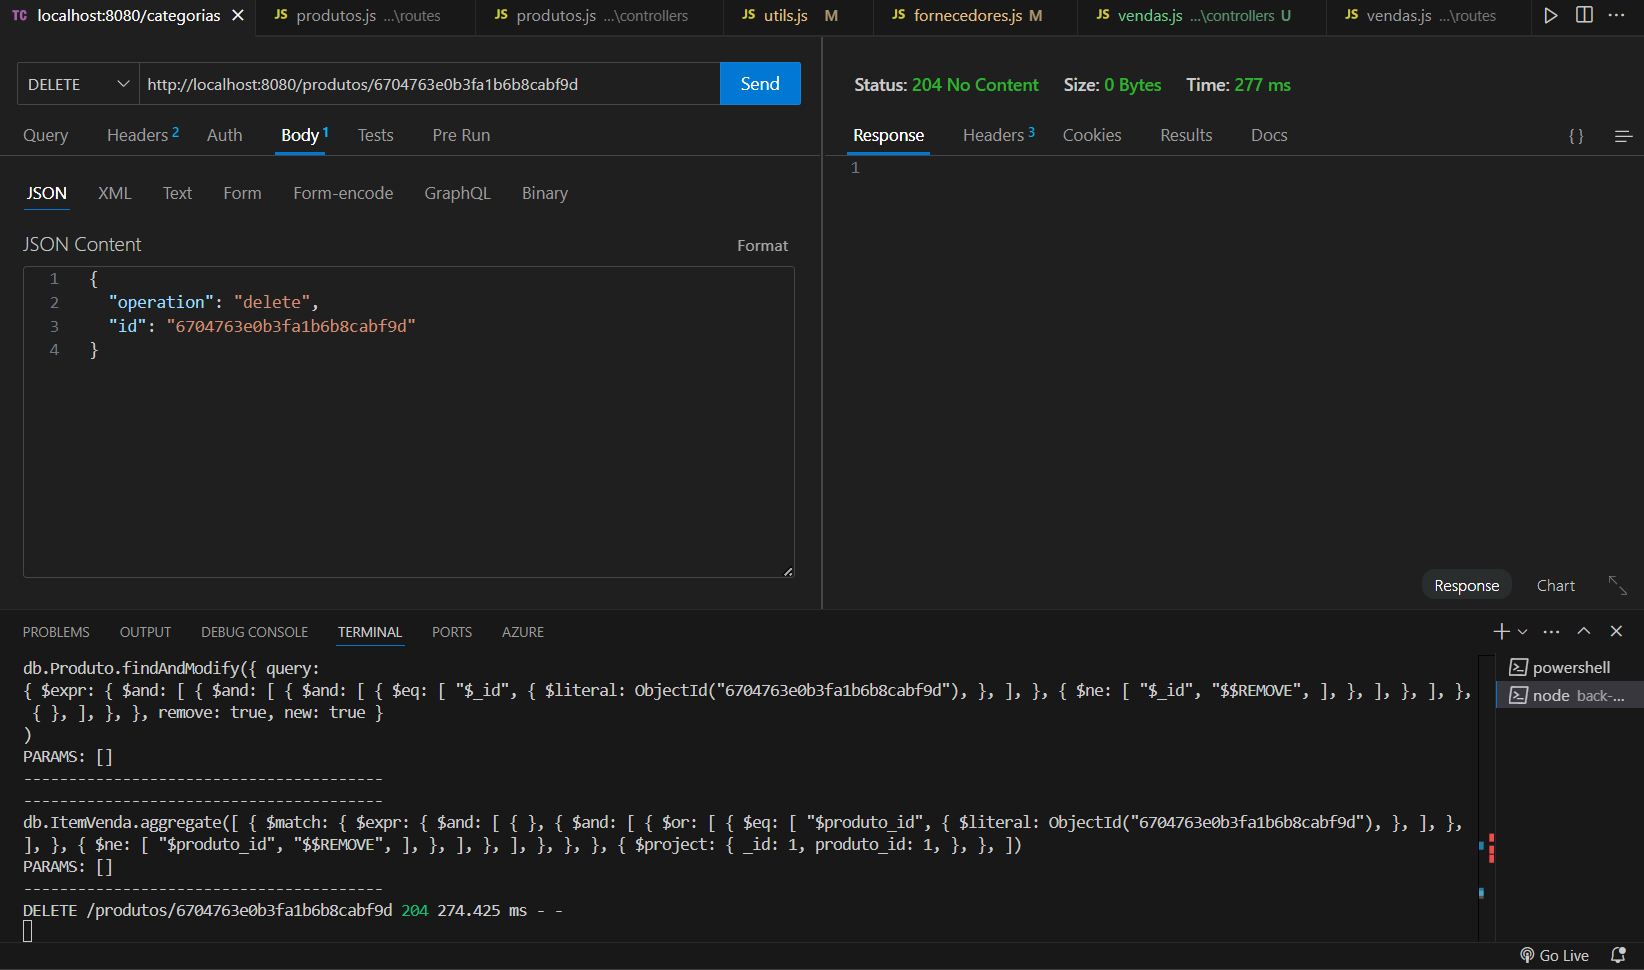 TC localhost:8080/categorias
JS produtos.js ...\routes
JS produtos.js ...\controllers
JS utils.js M
JS fornecedores.js M
JS vendas.js ...\controllers U
JS vendas.js ...\routes
DELETE http://localhost:8080/produtos/6704763e0b3fa1b6b8cabf9d Send
Query Headers 2 Auth Body 1 Tests Pre Run
JSON XML Text Form Form-encode GraphQL Binary
JSON Content Format
1 {
2 "operation": "delete",
3 "id": "6704763e0b3fa1b6b8cabf9d"
4 }
Status: 204 No Content Size: 0 Bytes Time: 277 ms
Response Headers 3 Cookies Results Docs { }
1
Response Chart
PROBLEMS OUTPUT DEBUG CONSOLE TERMINAL PORTS AZURE
db.Produto.findAndModify({ query:
{ $expr: { $and: [ { $and: [ { $and: [ { $eq: [ "$_id", { $literal: ObjectId("6704763e0b3fa1b6b8cabf9d"), }, ], }, { $ne: [ "$_id", "$$REMOVE", ], }, ], }, ], },
{ }, ], }, }, remove: true, new: true }
)
PARAMS: []
----------------------------------------
----------------------------------------
db.ItemVenda.aggregate([ { $match: { $expr: { $and: [ { }, { $and: [ { $or: [ { $eq: [ "$produto_id", { $literal: ObjectId("6704763e0b3fa1b6b8cabf9d"), }, ], },
], }, { $ne: [ "$produto_id", "$$REMOVE", ], }, ], }, ], }, }, }, { $project: { _id: 1, produto_id: 1, }, }, ])
PARAMS: []
----------------------------------------
DELETE /produtos/6704763e0b3fa1b6b8cabf9d 204 274.425 ms - -
powershell
node back-...
Go Live